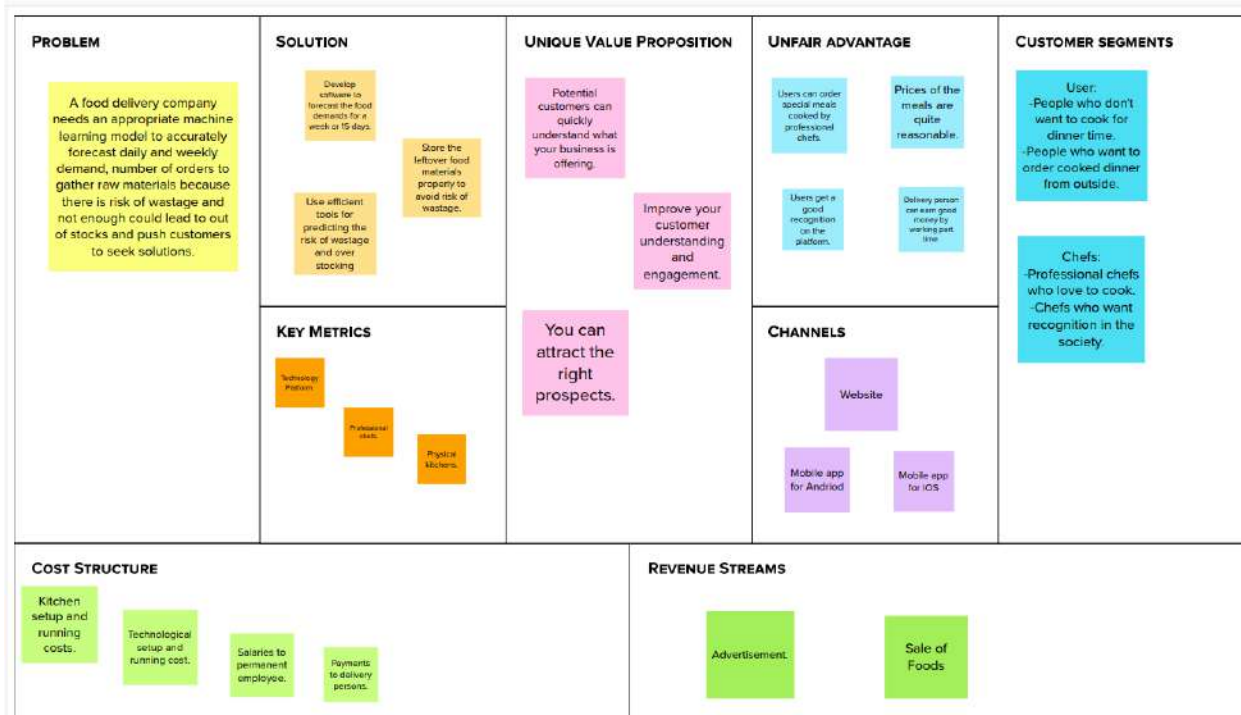 PROBLEM
A food delivery company
needs an appropriate machine
learning model to accurately
forecast daily and weekly
demand, number of orders to
gather raw materials because
there is risk of wastage and
not enough could lead to out
of stocks and push customers
to seek solutions.
SOLUTION
Develop
software to
forecast the food
demands for a
week or 15 days.
Store the
leftover food
materials
properly to
avoid risk of
wastage.
Use efficient
tools for
predicting the
risk of wastage
and over
stocking
KEY METRICS
Technology
Platform
Professional
chefs.
Physical
kitchens.
UNIQUE VALUE PROPOSITION
Potential
customers can
quickly
understand what
your business is
offering.
Improve your
customer
understanding
and
engagement.
You can
attract the
right
prospects.
UNFAIR ADVANTAGE
Users can order
special meals
cooked by
professional
chefs.
Prices of the
meals are
quite
reasonable.
Users get a
good
recognition
on the
platform.
Delivery person
can earn good
money by
working part
time
CHANNELS
Website
Mobile app
for Andriod
Mobile app
for iOS
CUSTOMER SEGMENTS
User:
-People who don't
want to cook for
dinner time.
-People who want to
order cooked dinner
from outside.
Chefs:
-Professional chefs
who love to cook.
-Chefs who want
recognition in the
society.
COST STRUCTURE
Kitchen
setup and
running
costs.
Technological
setup and
running cost.
Salaries to
permanent
employee.
Payments
to delivery
persons.
REVENUE STREAMS
Advertisement.
Sale of
Foods